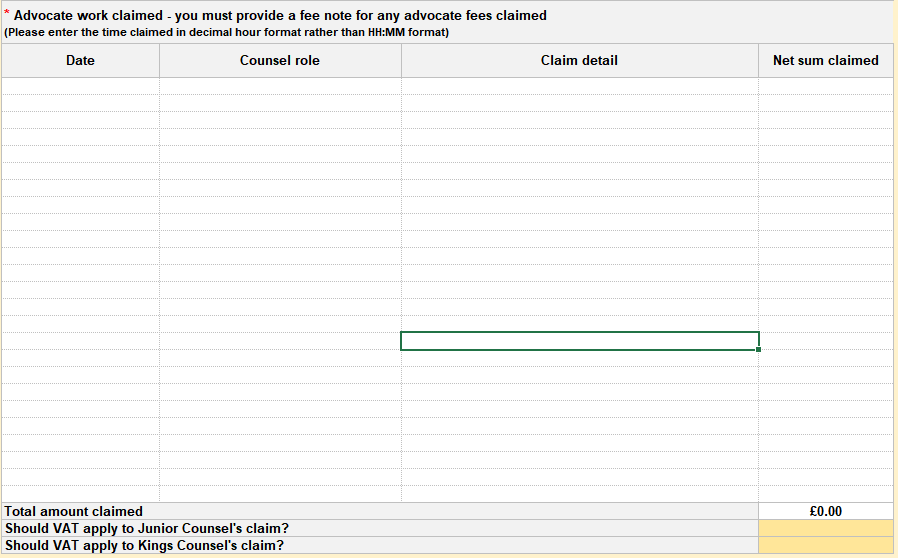 * Advocate work claimed - you must provide a fee note for any advocate fees claimed
(Please enter the time claimed in decimal hour format rather than HH:MM format)
Date Counsel role Claim detail Net sum claimed
Total amount claimed £0.00
Should VAT apply to Junior Counsel's claim?
Should VAT apply to Kings Counsel's claim?